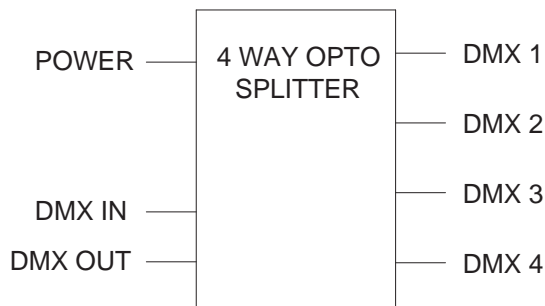 POWER
4 WAY OPTO
SPLITTER
DMX IN
DMX OUT
DMX 1
DMX 2
DMX 3
DMX 4